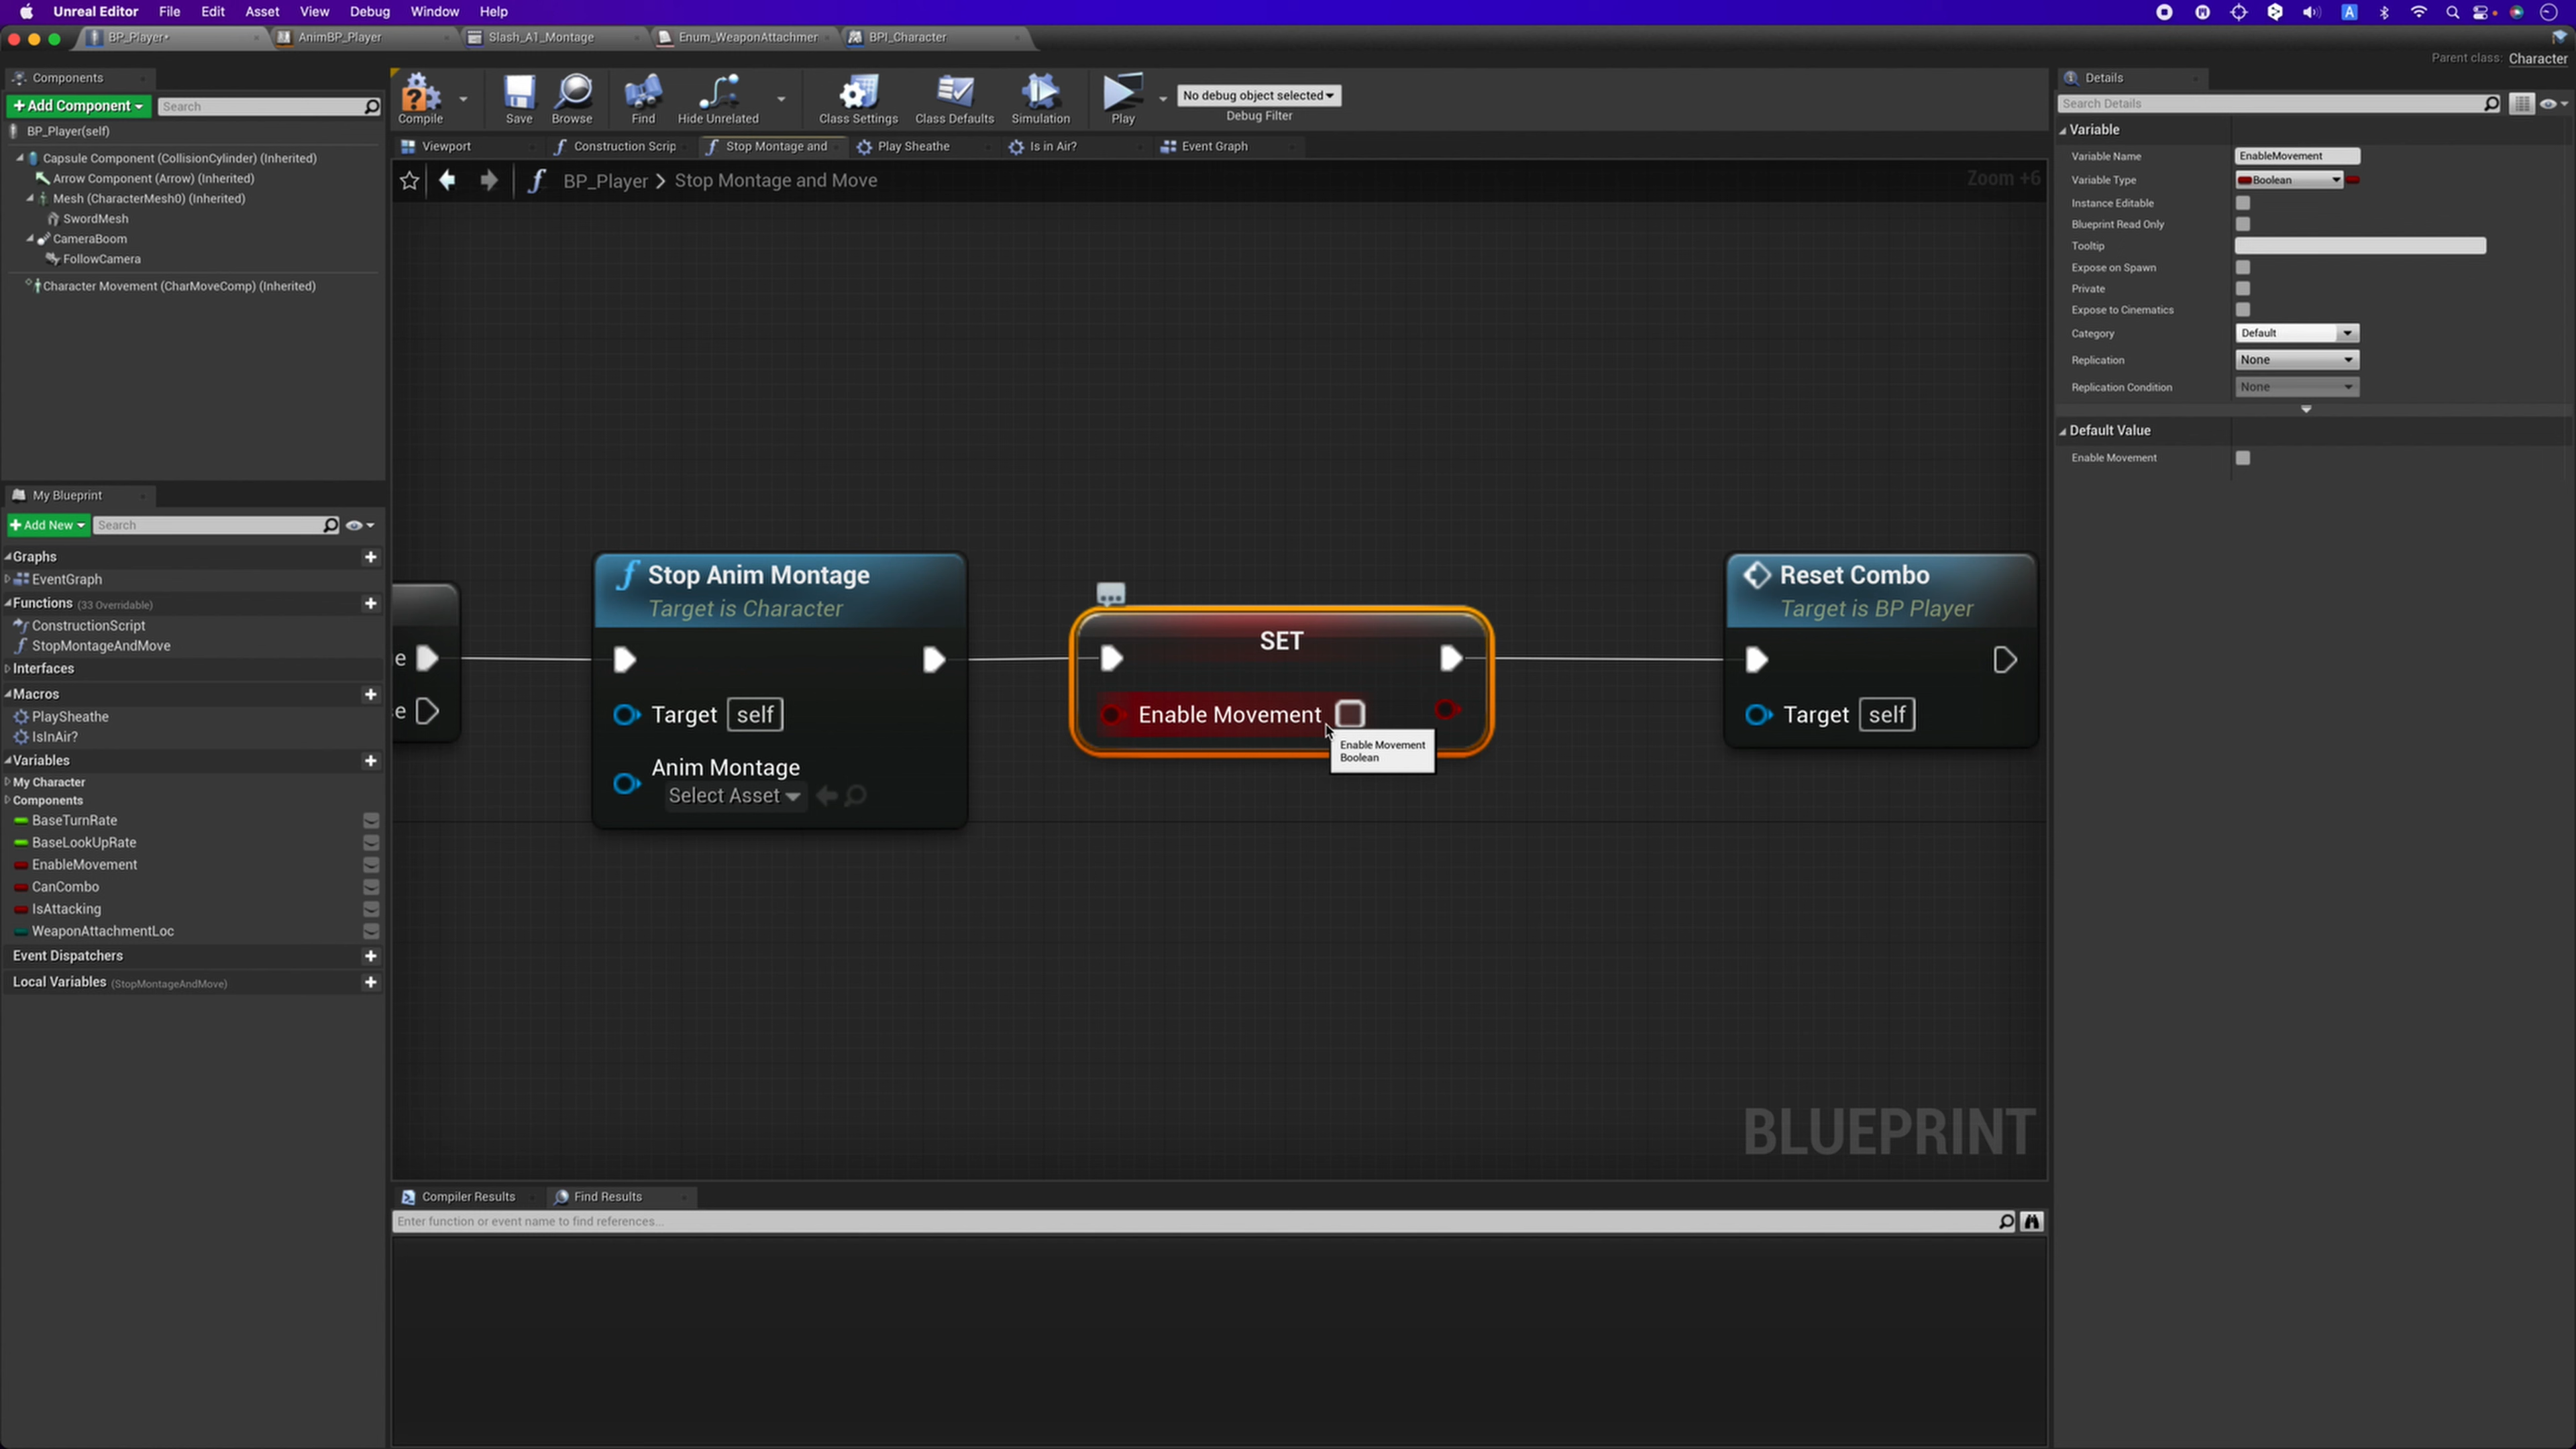 Unreal Editor File Edit Asset View Debug Window Help
BP_Player* AnimBP_Player Slash_A1_Montage Enum_WeaponAttachmer BPI_Character
Parent class: Character
Components
+Add Component Search
BP_Player(self)
Capsule Component (CollisionCylinder) (Inherited)
Arrow Component (Arrow) (Inherited)
Mesh (CharacterMesh0) (Inherited)
SwordMesh
CameraBoom
FollowCamera
Character Movement (CharMoveComp) (Inherited)
My Blueprint
+Add New Search
Graphs
EventGraph
Functions (33 Overridable)
ConstructionScript
StopMontageAndMove
Interfaces
Macros
PlaySheathe
IsInAir?
Variables
My Character
Components
BaseTurnRate
BaseLookUpRate
EnableMovement
CanCombo
IsAttacking
WeaponAttachmentLoc
Event Dispatchers
Local Variables (StopMontageAndMove)
Compile Save Browse Find Hide Unrelated Class Settings Class Defaults Simulation Play
No debug object selected
Debug Filter
Viewport Construction Scrip Stop Montage and Play Sheathe Is in Air? Event Graph
BP_Player > Stop Montage and Move
Zoom +6
e
e
Stop Anim Montage
Target is Character
Target self
Anim Montage
Select Asset
SET
Enable Movement
Enable Movement
Boolean
Reset Combo
Target is BP Player
Target self
BLUEPRINT
Compiler Results Find Results
Enter function or event name to find references...
Details
Search Details
Variable
Variable Name EnableMovement
Variable Type Boolean
Instance Editable
Blueprint Read Only
Tooltip
Expose on Spawn
Private
Expose to Cinematics
Category Default
Replication None
Replication Condition None
Default Value
Enable Movement